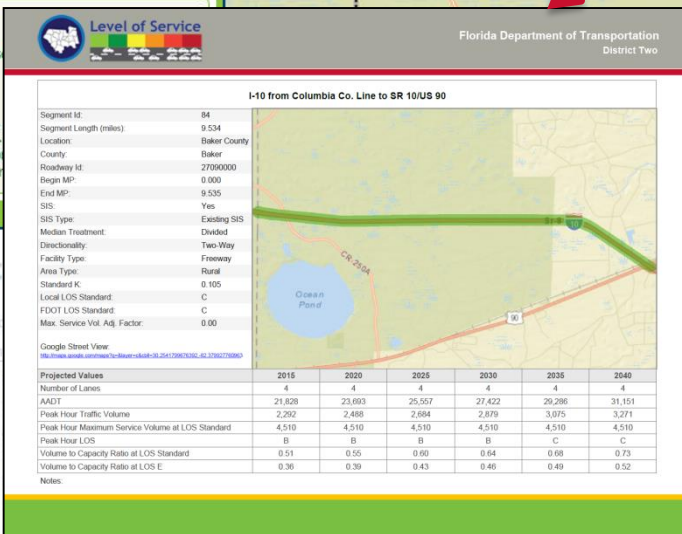 Level of Service
Florida Department of Transportation
District Two
I-10 from Columbia Co. Line to SR 10/US 90
Segment Id: 84
Segment Length (miles): 9.534
Location: Baker County
County: Baker
Roadway Id: 27090000
Begin MP: 0.000
End MP: 9.535
SIS: Yes
SIS Type: Existing SIS
Median Treatment: Divided
Directionality: Two-Way
Facility Type: Freeway
Area Type: Rural
Standard K: 0.105
Local LOS Standard: C
FDOT LOS Standard: C
Max. Service Vol. Adj. Factor: 0.00
Google Street View:
CR-250A
Ocean
Pond
90
10
Projected Values 2015 2020 2025 2030 2035 2040
Number of Lanes 4 4 4 4 4 4
AADT 21,828 23,693 25,557 27,422 29,286 31,151
Peak Hour Traffic Volume 2,292 2,488 2,684 2,879 3,075 3,271
Peak Hour Maximum Service Volume at LOS Standard 4,510 4,510 4,510 4,510 4,510 4,510
Peak Hour LOS B B B B C C
Volume to Capacity Ratio at LOS Standard 0.51 0.55 0.60 0.64 0.68 0.73
Volume to Capacity Ratio at LOS E 0.36 0.39 0.43 0.46 0.49 0.52
Notes: